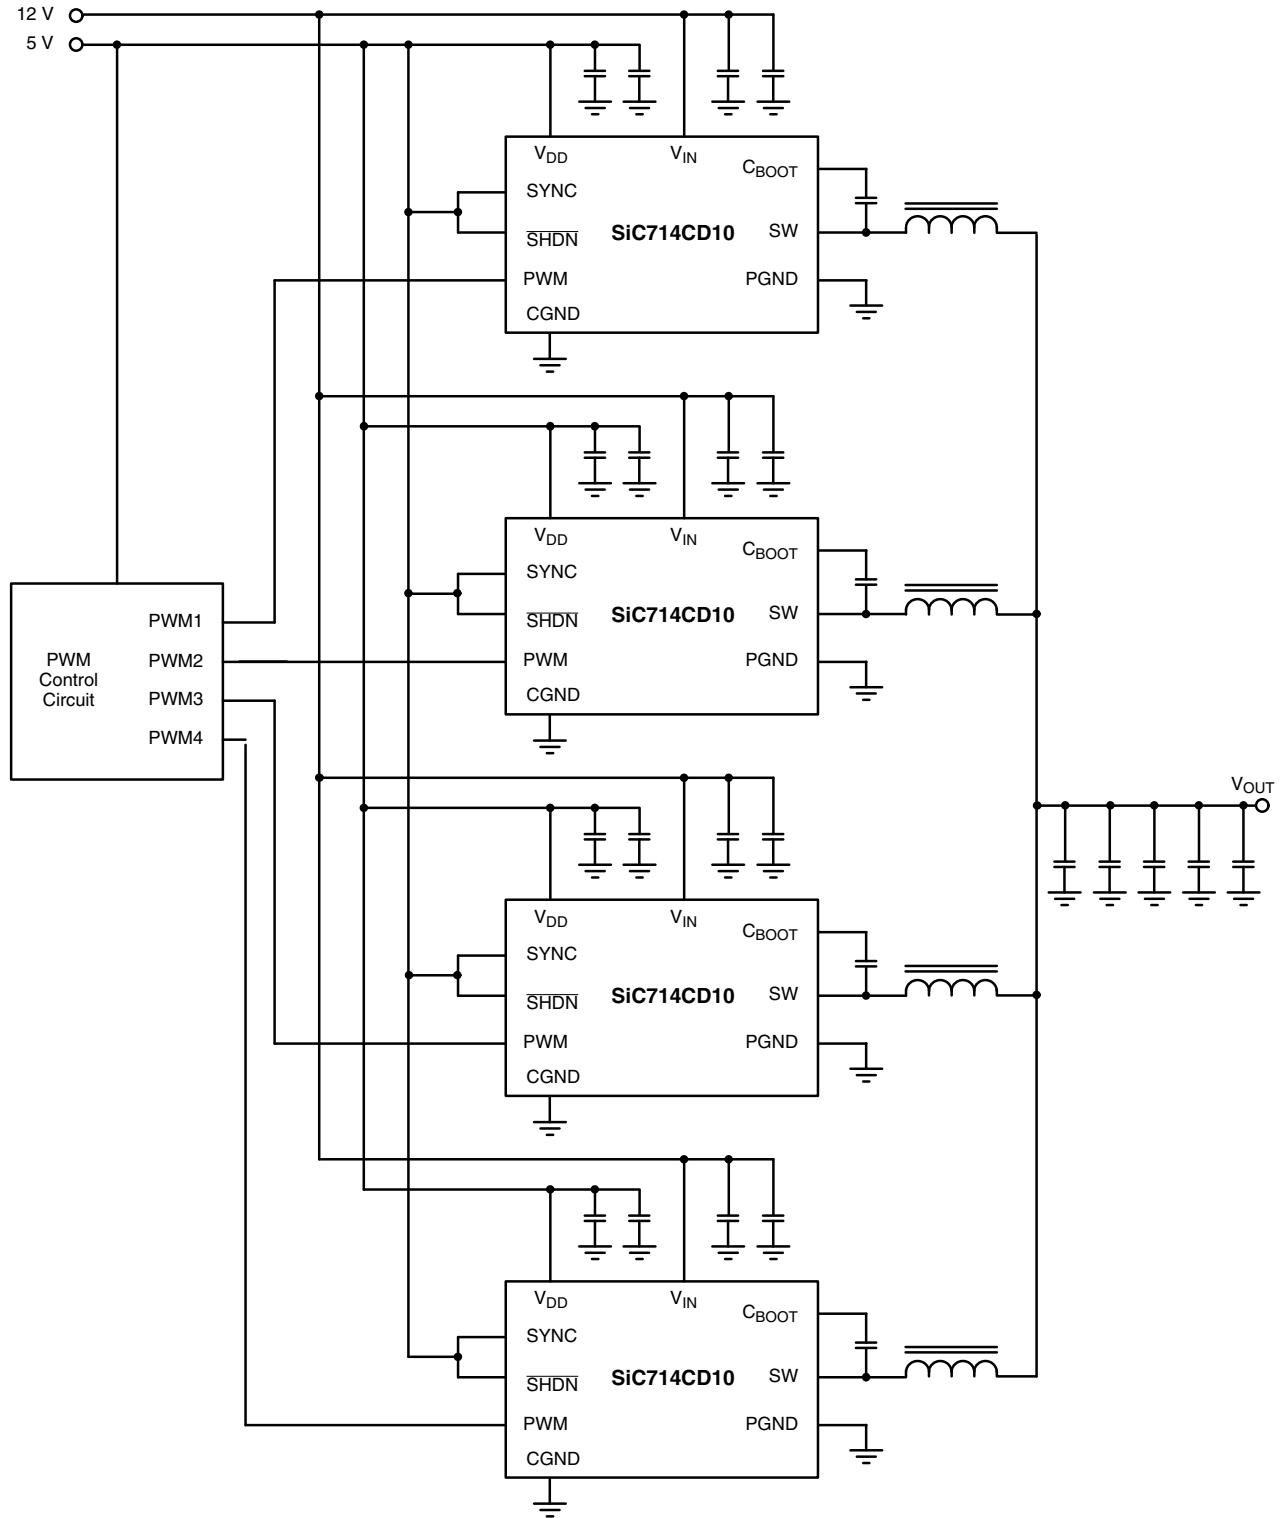 12 V
5 V
VDD
VIN
CBOOT
SYNC
SHDN
SiC714CD10
SW
PWM
PGND
CGND
VDD
VIN
CBOOT
SYNC
SHDN
SiC714CD10
SW
PWM
PGND
CGND
PWM
Control
Circuit
PWM1
PWM2
PWM3
PWM4
VOUT
VDD
VIN
CBOOT
SYNC
SHDN
SiC714CD10
SW
PWM
PGND
CGND
VDD
VIN
CBOOT
SYNC
SHDN
SiC714CD10
SW
PWM
PGND
CGND